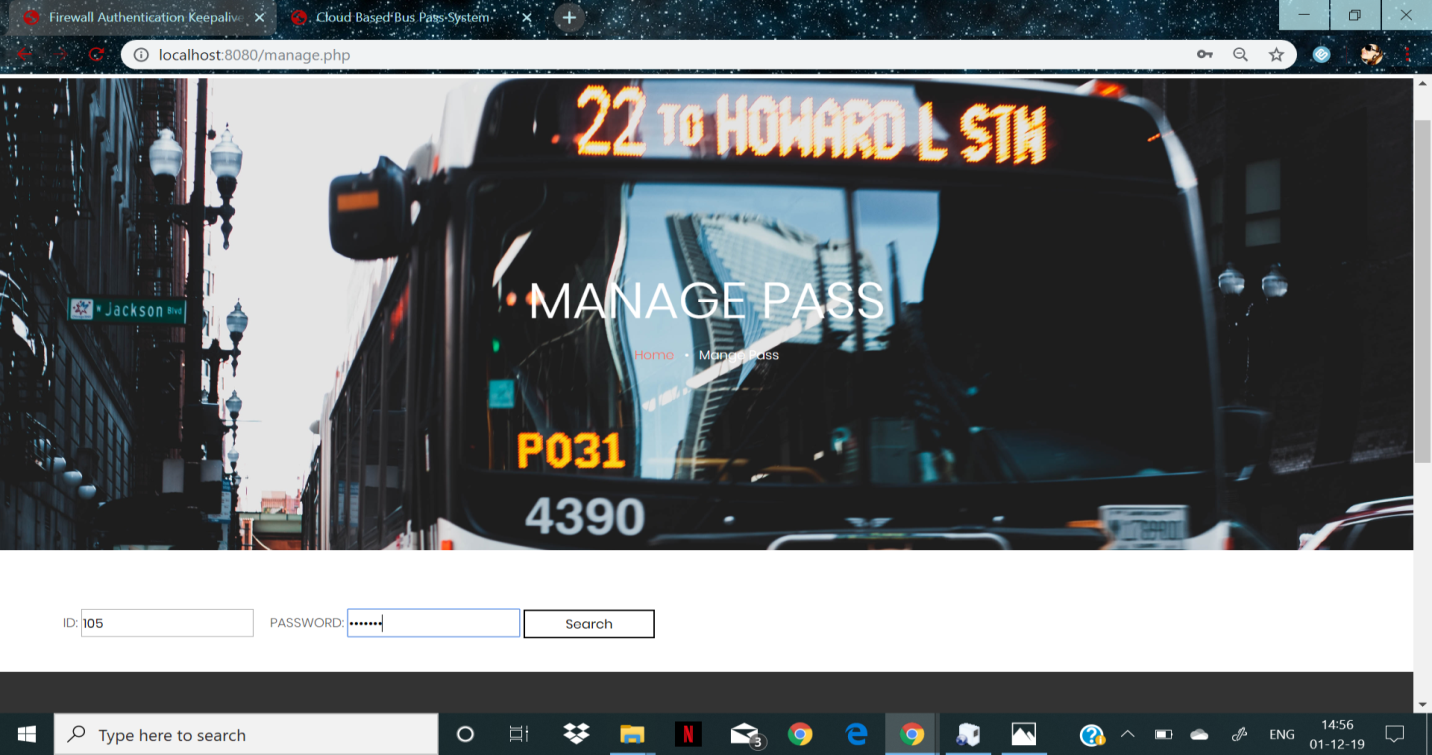 Firewall Authentication Keepalive
Cloud Based Bus Pass System
localhost:8080/manage.php
22 TO HOWARD L STN
W Jackson Blvd
MANAGE PASS
Home • Mange Pass
P031
4390
ID: 105 PASSWORD: ••••••• Search
Type here to search
N
3
ENG
14:56
01-12-19